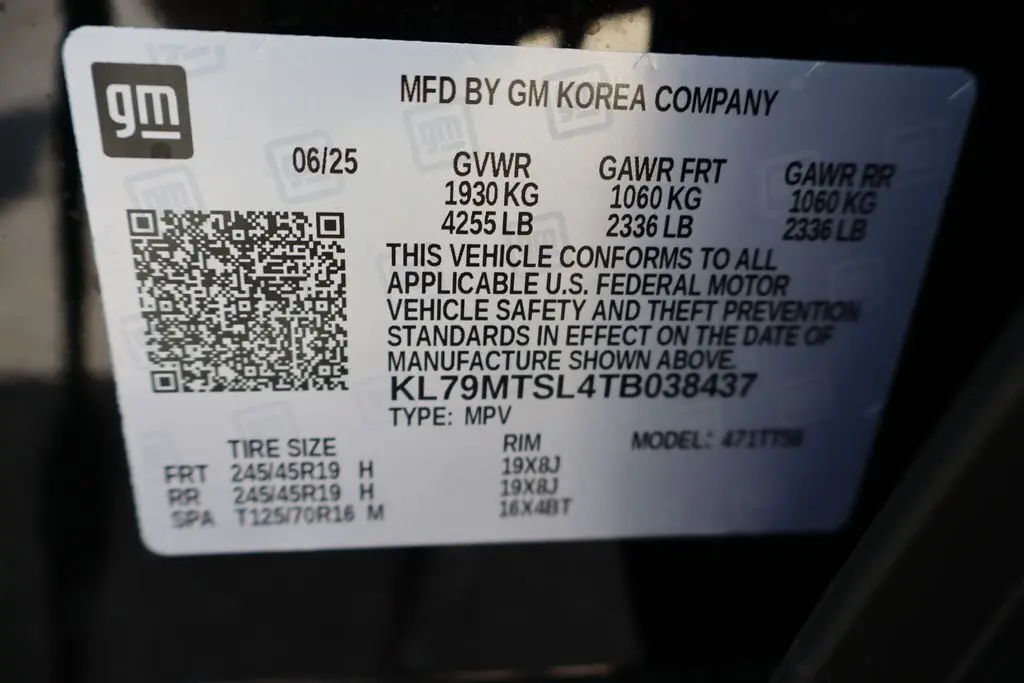 gm
MFD BY GM KOREA COMPANY
06/25 GVWR GAWR FRT GAWR RR
1930 KG 1060 KG 1060 KG
4255 LB 2336 LB 2336 LB
THIS VEHICLE CONFORMS TO ALL
APPLICABLE U.S. FEDERAL MOTOR
VEHICLE SAFETY AND THEFT PREVENTION
STANDARDS IN EFFECT ON THE DATE OF
MANUFACTURE SHOWN ABOVE.
KL79MTSL4TB038437
TYPE: MPV
TIRE SIZE RIM MODEL:
FRT 245/45R19 H 19X8J
RR 245/45R19 H 19X8J
SPA T125/70R16 M 16X4BT